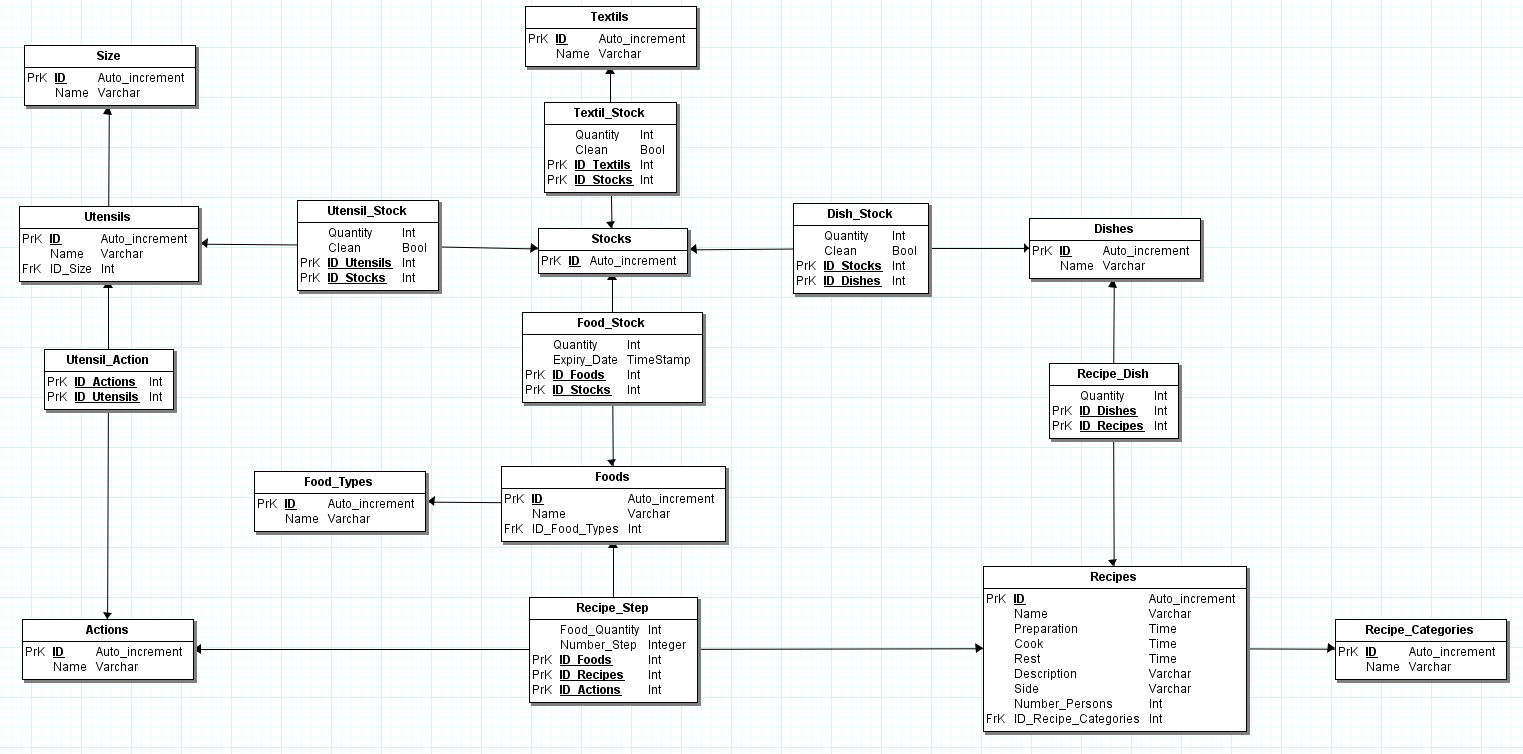 Textils
PrK ID Auto_increment
Name Varchar
Size
PrK ID Auto_increment
Name Varchar
Textil_Stock
Quantity Int
Clean Bool
PrK ID_Textils Int
PrK ID_Stocks Int
Utensils
PrK ID Auto_increment
Name Varchar
FrK ID_Size Int
Utensil_Stock
Quantity Int
Clean Bool
PrK ID_Utensils Int
PrK ID_Stocks Int
Stocks
PrK ID Auto_increment
Dish_Stock
Quantity Int
Clean Bool
PrK ID_Stocks Int
PrK ID_Dishes Int
Dishes
PrK ID Auto_increment
Name Varchar
Food_Stock
Quantity Int
Expiry_Date TimeStamp
PrK ID_Foods Int
PrK ID_Stocks Int
Utensil_Action
PrK ID_Actions Int
PrK ID_Utensils Int
Recipe_Dish
Quantity Int
PrK ID_Dishes Int
PrK ID_Recipes Int
Food_Types
PrK ID Auto_increment
Name Varchar
Foods
PrK ID Auto_increment
Name Varchar
FrK ID_Food_Types Int
Actions
PrK ID Auto_increment
Name Varchar
Recipe_Step
Food_Quantity Int
Number_Step Integer
PrK ID_Foods Int
PrK ID_Recipes Int
PrK ID_Actions Int
Recipes
PrK ID Auto_increment
Name Varchar
Preparation Time
Cook Time
Rest Time
Description Varchar
Side Varchar
Number_Persons Int
FrK ID_Recipe_Categories Int
Recipe_Categories
PrK ID Auto_increment
Name Varchar